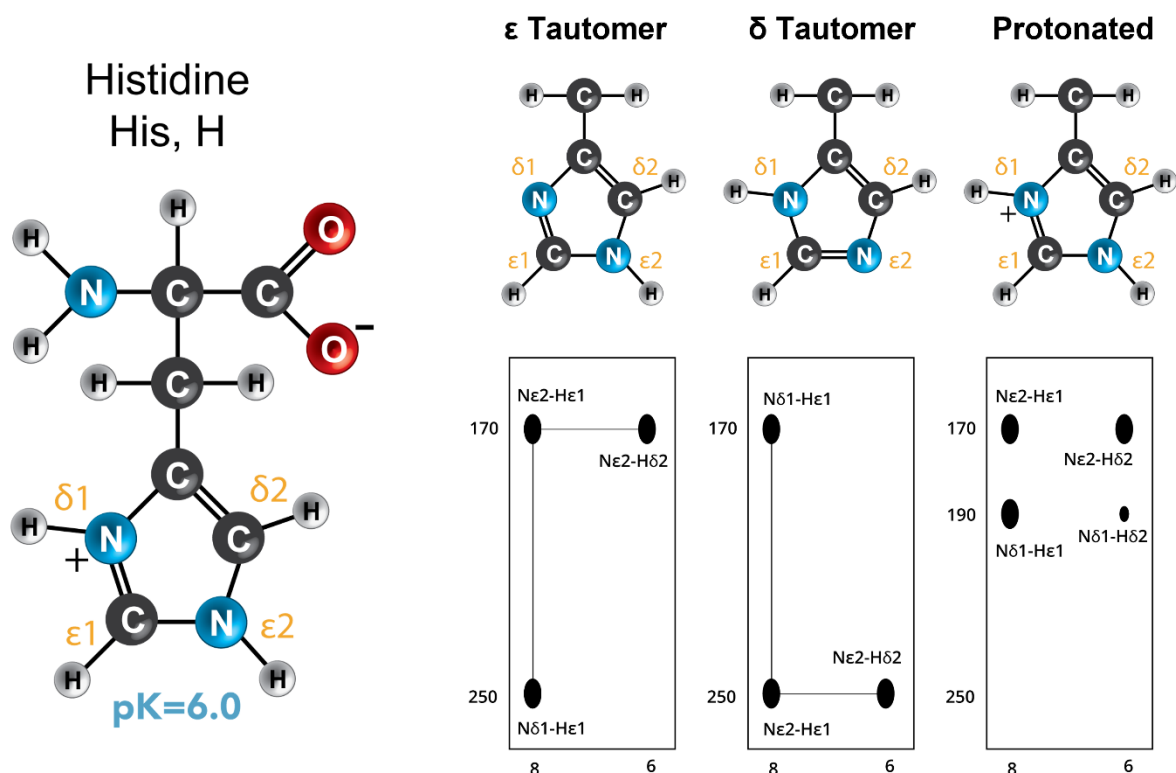 Histidine
His, H
H
H
H
N
C
C
O
O
-
H
C
H
C
δ1
δ2
H
N
+
C
H
ε1
C
N
ε2
H
H
pK=6.0
ε Tautomer
H
C
H
C
δ1
δ2
N
C
H
ε1
C
N
ε2
H
H
Nε2-Hε1
170
Nε2-Hδ2
250
Nδ1-Hε1
8
6
δ Tautomer
H
C
H
C
δ1
δ2
H
N
C
H
ε1
C
N
ε2
H
Nδ1-Hε1
170
Nε2-Hδ2
250
Nε2-Hε1
8
6
Protonated
H
C
H
C
δ1
δ2
H
N
+
C
H
ε1
C
N
ε2
H
H
Nε2-Hε1
170
Nε2-Hδ2
190
Nδ1-Hε1
Nδ1-Hδ2
250
8
6